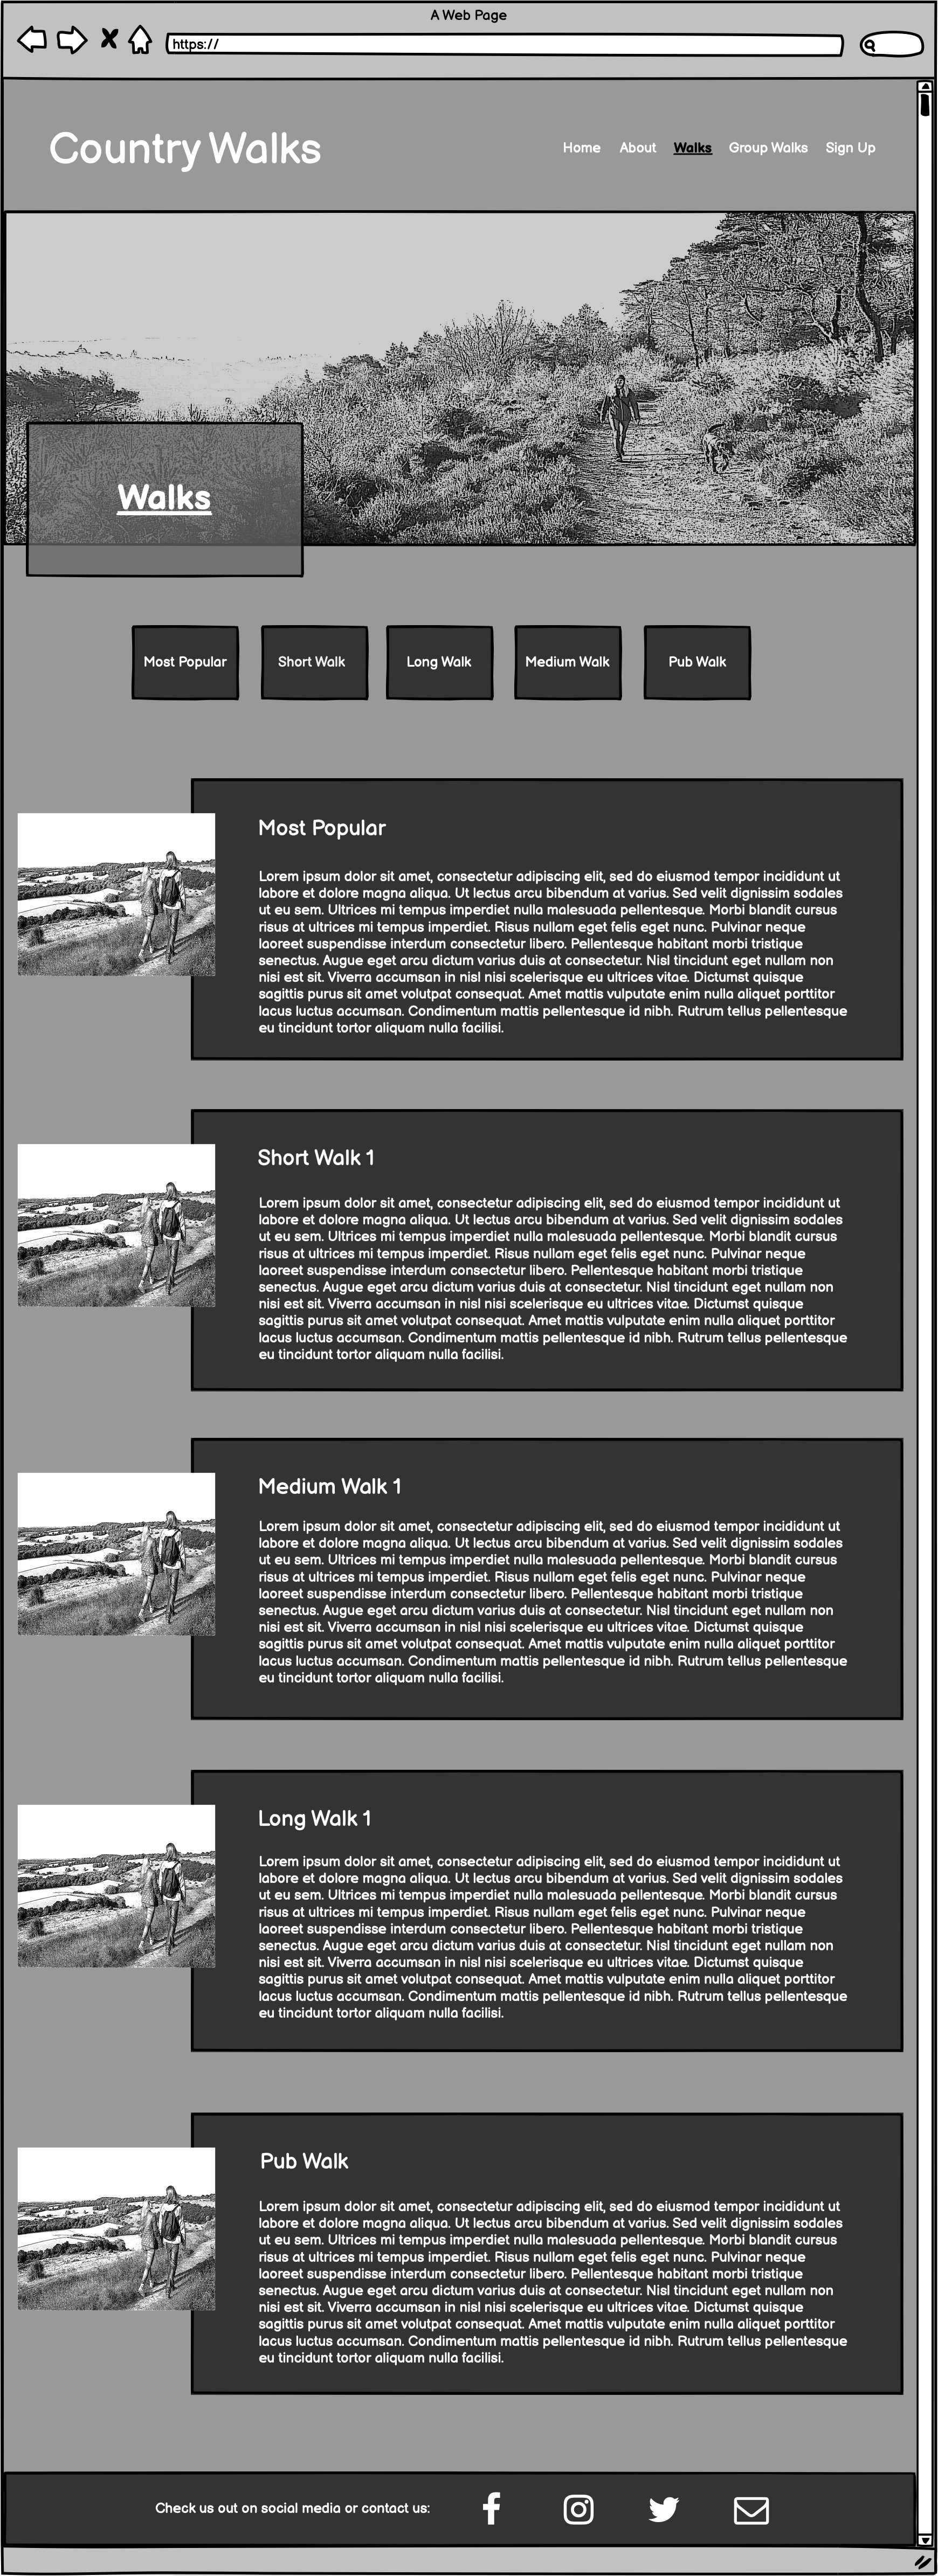 A Web Page
https://
Country Walks
Home About Walks Group Walks Sign Up
Walks
Most Popular Short Walk Long Walk Medium Walk Pub Walk
Most Popular
Lorem ipsum dolor sit amet, consectetur adipiscing elit, sed do eiusmod tempor incididunt ut
labore et dolore magna aliqua. Ut lectus arcu bibendum at varius. Sed velit dignissim sodales
ut eu sem. Ultrices mi tempus imperdiet nulla malesuada pellentesque. Morbi blandit cursus
risus at ultrices mi tempus imperdiet. Risus nullam eget felis eget nunc. Pulvinar neque
laoreet suspendisse interdum consectetur libero. Pellentesque habitant morbi tristique
senectus. Augue eget arcu dictum varius duis at consectetur. Nisl tincidunt eget nullam non
nisi est sit. Viverra accumsan in nisl nisi scelerisque eu ultrices vitae. Dictumst quisque
sagittis purus sit amet volutpat consequat. Amet mattis vulputate enim nulla aliquet porttitor
lacus luctus accumsan. Condimentum mattis pellentesque id nibh. Rutrum tellus pellentesque
eu tincidunt tortor aliquam nulla facilisi.
Short Walk 1
Lorem ipsum dolor sit amet, consectetur adipiscing elit, sed do eiusmod tempor incididunt ut
labore et dolore magna aliqua. Ut lectus arcu bibendum at varius. Sed velit dignissim sodales
ut eu sem. Ultrices mi tempus imperdiet nulla malesuada pellentesque. Morbi blandit cursus
risus at ultrices mi tempus imperdiet. Risus nullam eget felis eget nunc. Pulvinar neque
laoreet suspendisse interdum consectetur libero. Pellentesque habitant morbi tristique
senectus. Augue eget arcu dictum varius duis at consectetur. Nisl tincidunt eget nullam non
nisi est sit. Viverra accumsan in nisl nisi scelerisque eu ultrices vitae. Dictumst quisque
sagittis purus sit amet volutpat consequat. Amet mattis vulputate enim nulla aliquet porttitor
lacus luctus accumsan. Condimentum mattis pellentesque id nibh. Rutrum tellus pellentesque
eu tincidunt tortor aliquam nulla facilisi.
Medium Walk 1
Lorem ipsum dolor sit amet, consectetur adipiscing elit, sed do eiusmod tempor incididunt ut
labore et dolore magna aliqua. Ut lectus arcu bibendum at varius. Sed velit dignissim sodales
ut eu sem. Ultrices mi tempus imperdiet nulla malesuada pellentesque. Morbi blandit cursus
risus at ultrices mi tempus imperdiet. Risus nullam eget felis eget nunc. Pulvinar neque
laoreet suspendisse interdum consectetur libero. Pellentesque habitant morbi tristique
senectus. Augue eget arcu dictum varius duis at consectetur. Nisl tincidunt eget nullam non
nisi est sit. Viverra accumsan in nisl nisi scelerisque eu ultrices vitae. Dictumst quisque
sagittis purus sit amet volutpat consequat. Amet mattis vulputate enim nulla aliquet porttitor
lacus luctus accumsan. Condimentum mattis pellentesque id nibh. Rutrum tellus pellentesque
eu tincidunt tortor aliquam nulla facilisi.
Long Walk 1
Lorem ipsum dolor sit amet, consectetur adipiscing elit, sed do eiusmod tempor incididunt ut
labore et dolore magna aliqua. Ut lectus arcu bibendum at varius. Sed velit dignissim sodales
ut eu sem. Ultrices mi tempus imperdiet nulla malesuada pellentesque. Morbi blandit cursus
risus at ultrices mi tempus imperdiet. Risus nullam eget felis eget nunc. Pulvinar neque
laoreet suspendisse interdum consectetur libero. Pellentesque habitant morbi tristique
senectus. Augue eget arcu dictum varius duis at consectetur. Nisl tincidunt eget nullam non
nisi est sit. Viverra accumsan in nisl nisi scelerisque eu ultrices vitae. Dictumst quisque
sagittis purus sit amet volutpat consequat. Amet mattis vulputate enim nulla aliquet porttitor
lacus luctus accumsan. Condimentum mattis pellentesque id nibh. Rutrum tellus pellentesque
eu tincidunt tortor aliquam nulla facilisi.
Pub Walk
Lorem ipsum dolor sit amet, consectetur adipiscing elit, sed do eiusmod tempor incididunt ut
labore et dolore magna aliqua. Ut lectus arcu bibendum at varius. Sed velit dignissim sodales
ut eu sem. Ultrices mi tempus imperdiet nulla malesuada pellentesque. Morbi blandit cursus
risus at ultrices mi tempus imperdiet. Risus nullam eget felis eget nunc. Pulvinar neque
laoreet suspendisse interdum consectetur libero. Pellentesque habitant morbi tristique
senectus. Augue eget arcu dictum varius duis at consectetur. Nisl tincidunt eget nullam non
nisi est sit. Viverra accumsan in nisl nisi scelerisque eu ultrices vitae. Dictumst quisque
sagittis purus sit amet volutpat consequat. Amet mattis vulputate enim nulla aliquet porttitor
lacus luctus accumsan. Condimentum mattis pellentesque id nibh. Rutrum tellus pellentesque
eu tincidunt tortor aliquam nulla facilisi.
Check us out on social media or contact us: